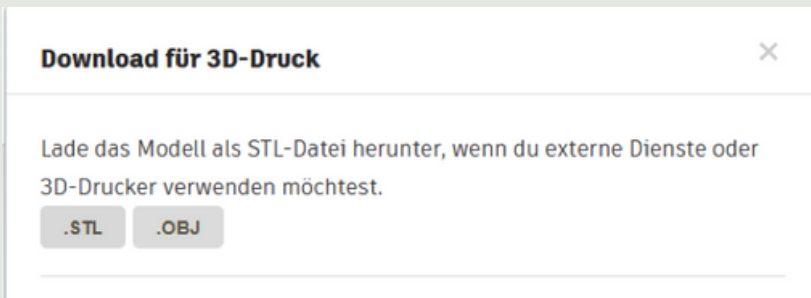 Download für 3D-Druck
Lade das Modell als STL-Datei herunter, wenn du externe Dienste oder
3D-Drucker verwenden möchtest.
.STL .OBJ